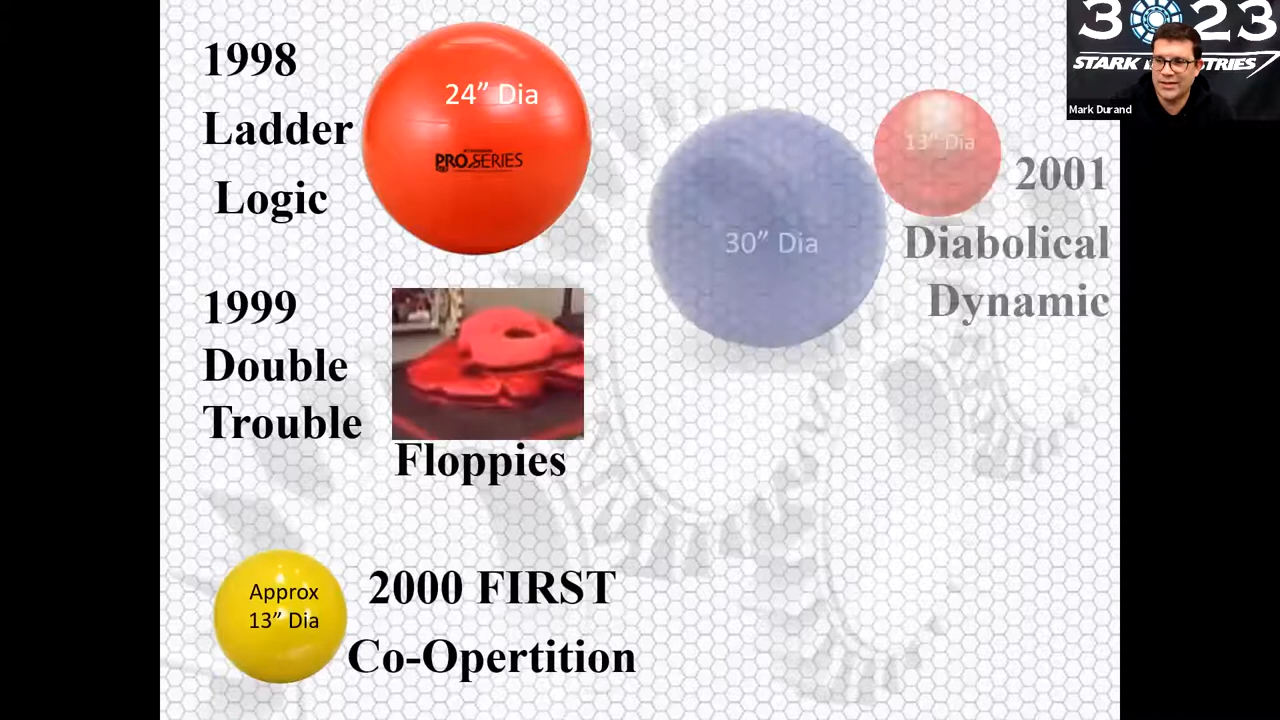 1998
Ladder
Logic
24” Dia
PRO SERIES
1999
Double
Trouble
Floppies
Approx
13” Dia
2000 FIRST
Co-Opertition
30” Dia
13” Dia
2001
Diabolical
Dynamic
3023
STARK INDUSTRIES
Mark Durand